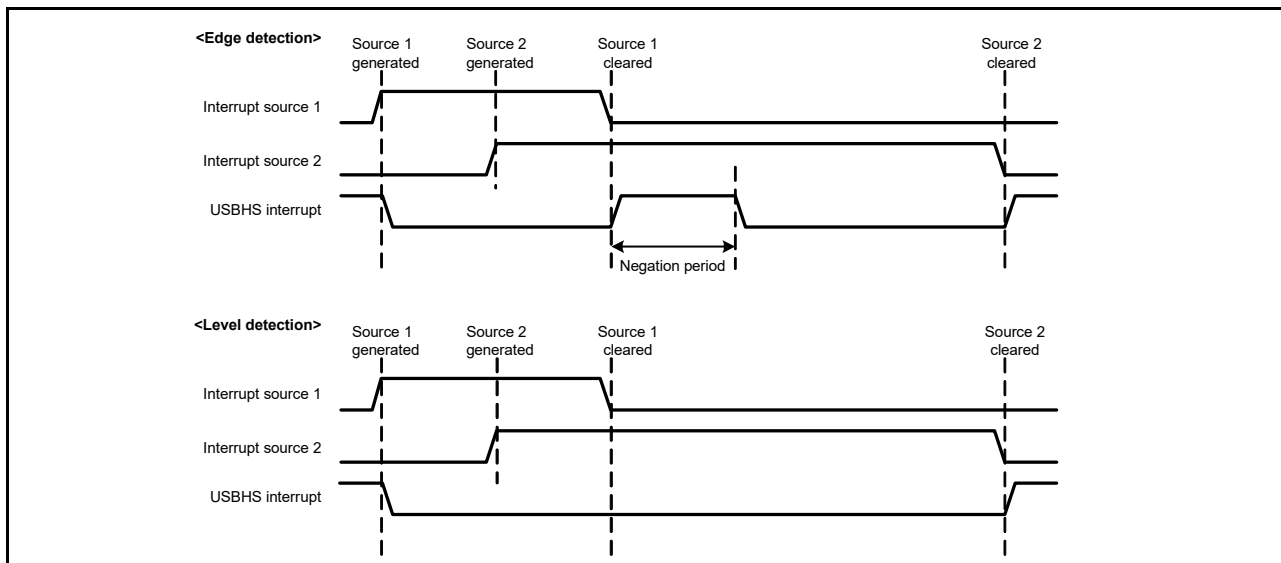 <Edge detection>
Source 1 generated
Source 2 generated
Source 1 cleared
Source 2 cleared
Interrupt source 1
Interrupt source 2
USBHS interrupt
Negation period
<Level detection>
Source 1 generated
Source 2 generated
Source 1 cleared
Source 2 cleared
Interrupt source 1
Interrupt source 2
USBHS interrupt